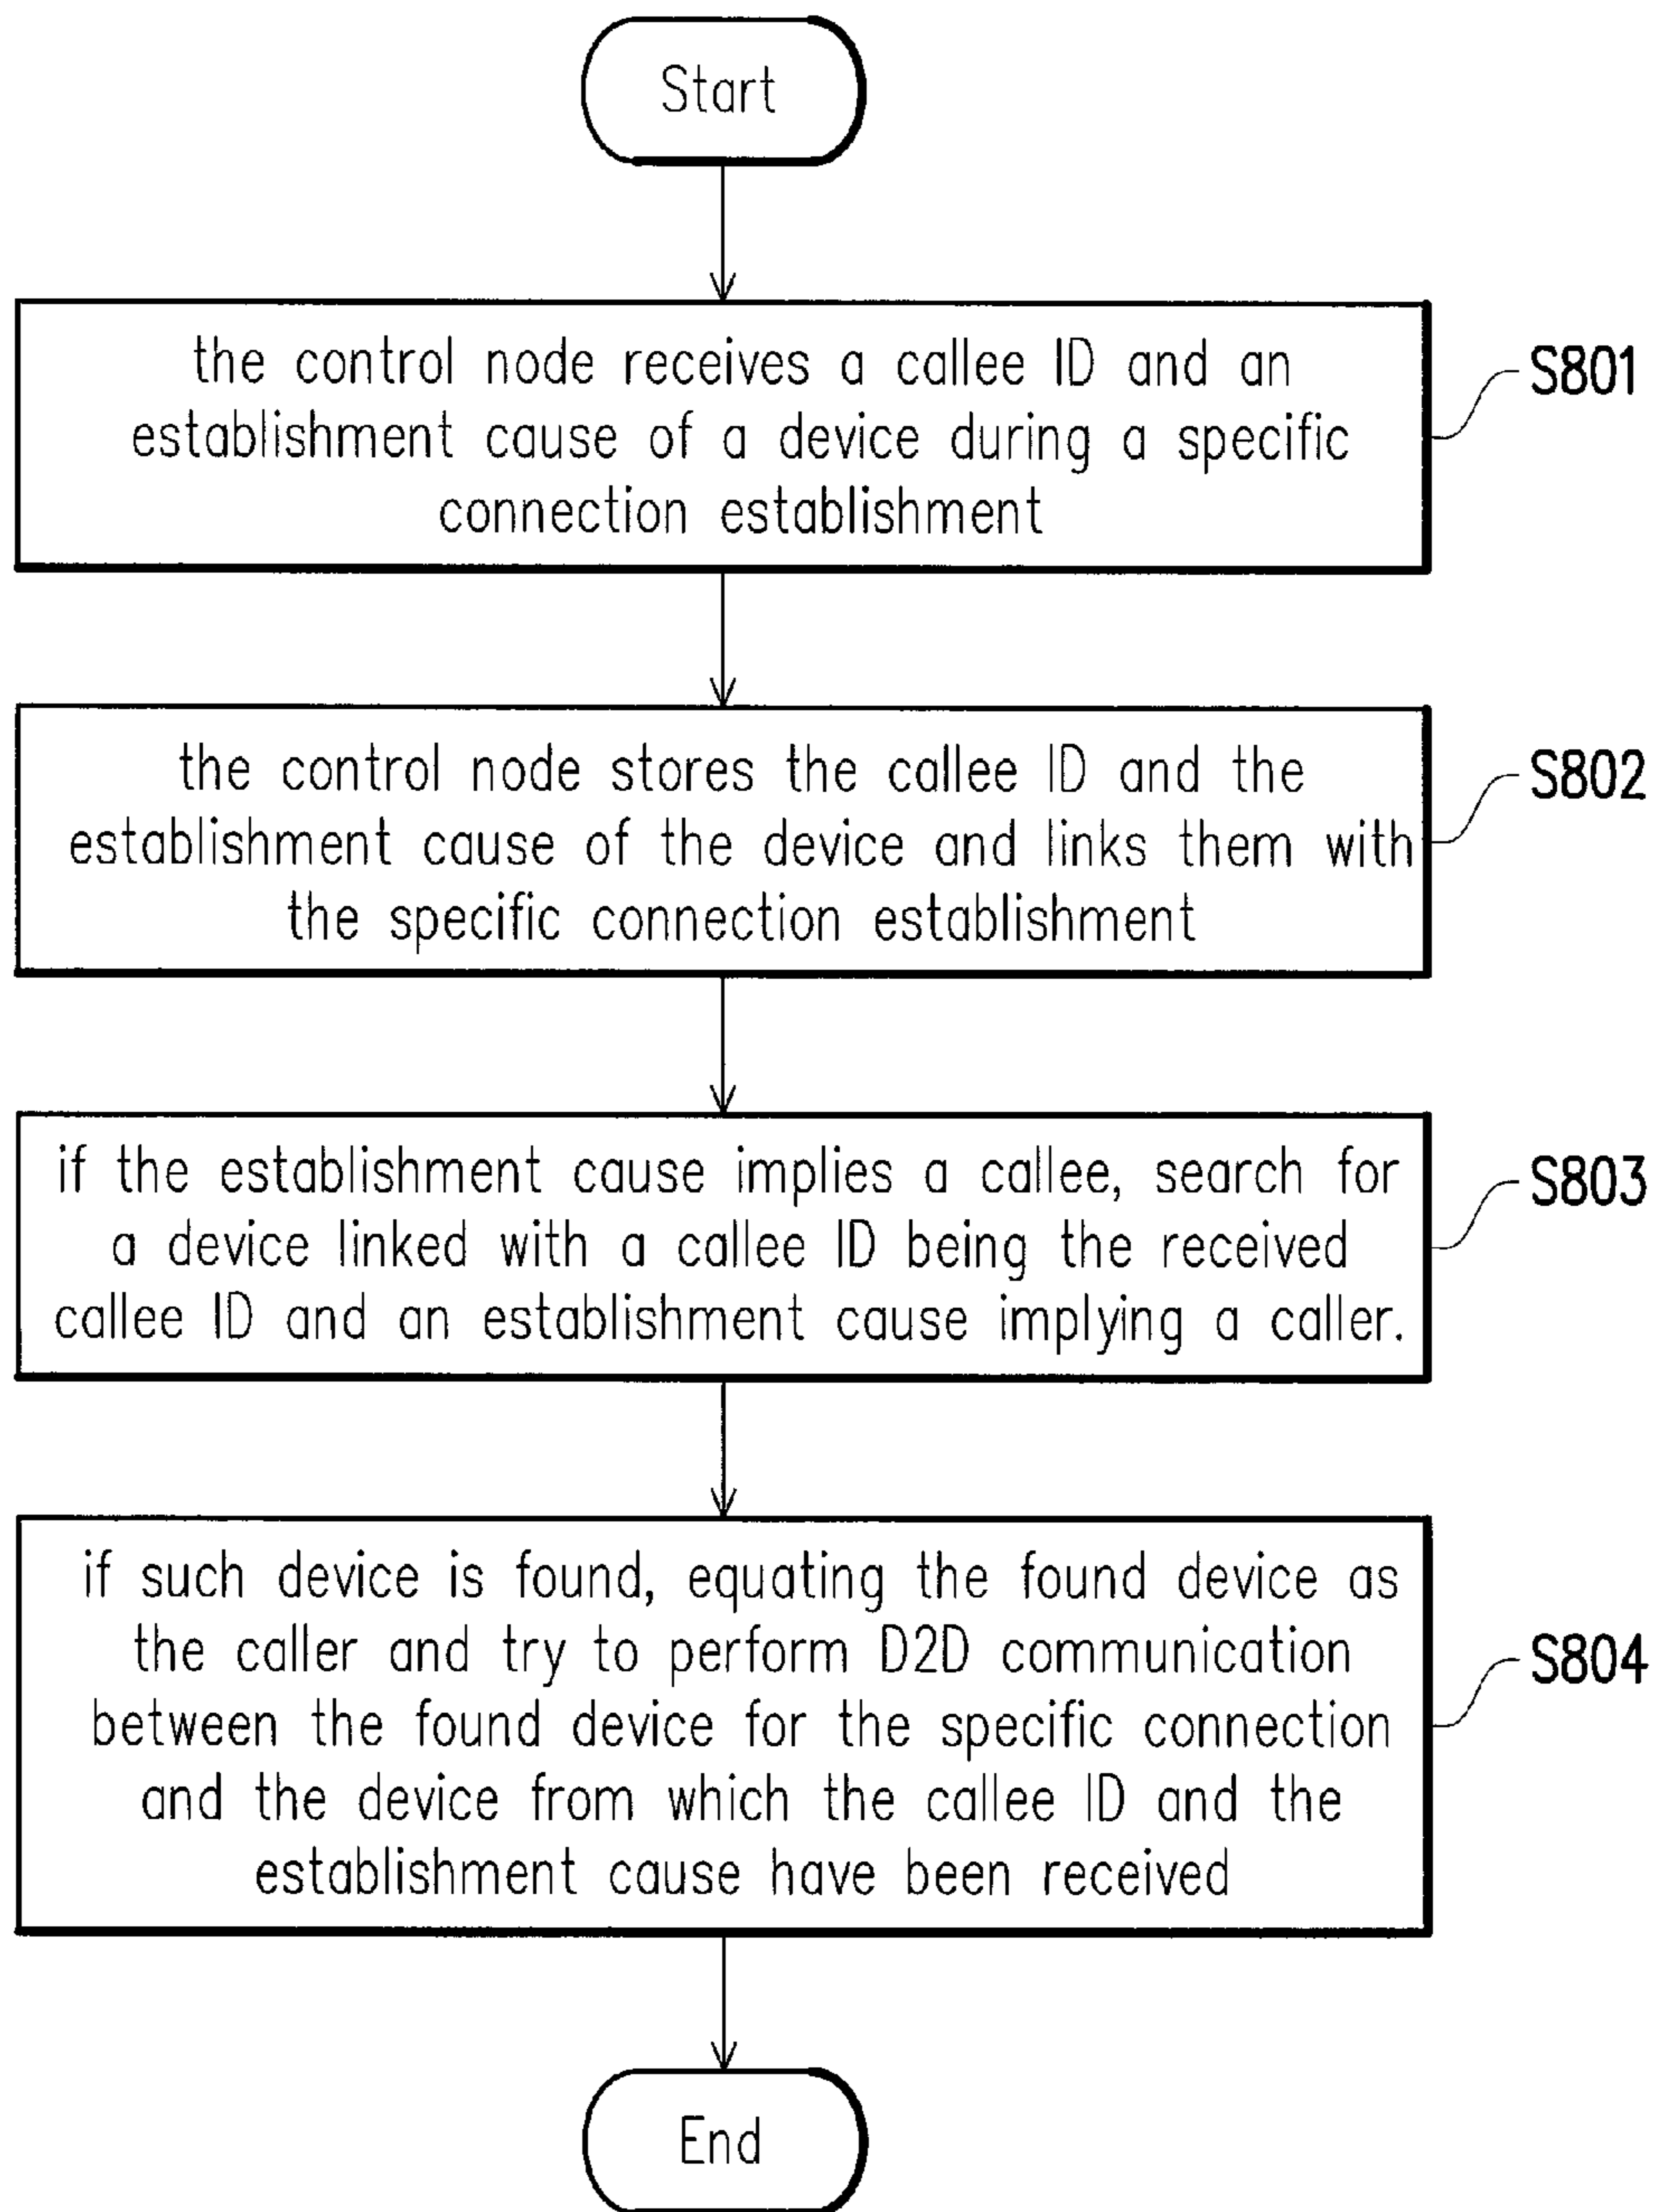 Start
the control node receives a callee ID and an
establishment cause of a device during a specific
connection establishment
S801
the control node stores the callee ID and the
establishment cause of the device and links them with
the specific connection establishment
S802
if the establishment cause implies a callee, search for
a device linked with a callee ID being the received
callee ID and an establishment cause implying a caller.
S803
if such device is found, equating the found device as
the caller and try to perform D2D communication
between the found device for the specific connection
and the device from which the callee ID and the
establishment cause have been received
S804
End